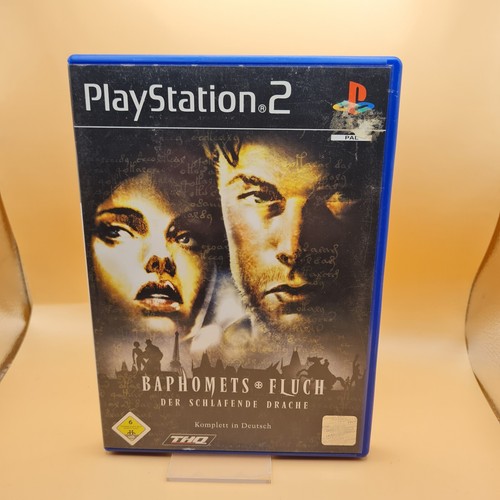 PlayStation®2
PAL
BAPHOMETS FLUCH
DER SCHLAFENDE DRACHE
Komplett in Deutsch
6
THQ